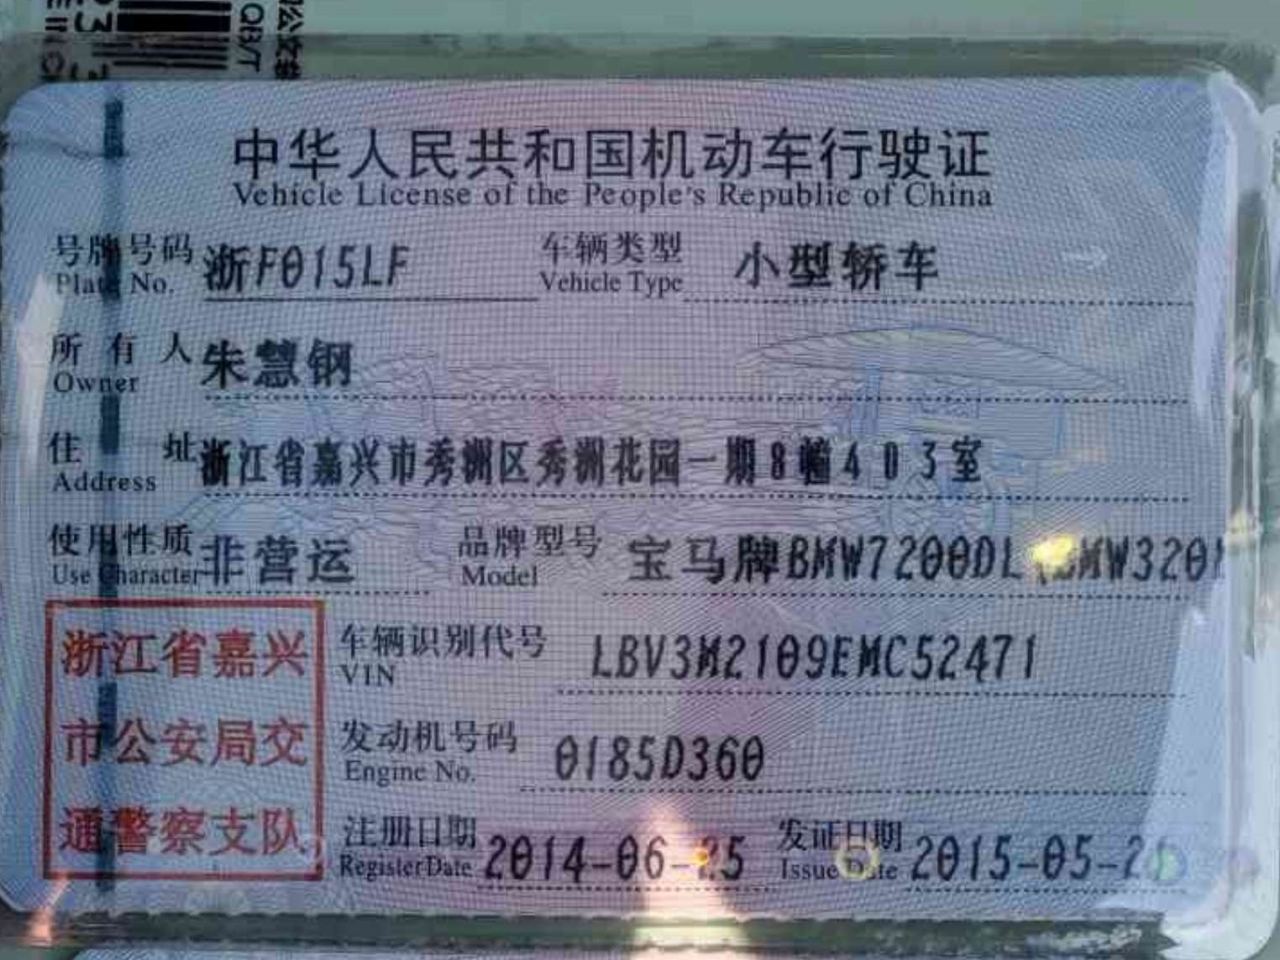 中华人民共和国机动车行驶证
Vehicle License of the People's Republic of China
号牌号码 浙F015LF 车辆类型 小型轿车
Plate No. Vehicle Type
所有人 朱慧钢
Owner
住址 浙江省嘉兴市秀洲区秀洲花园一期8幢403室
Address
使用性质 非营运 品牌型号 宝马牌BMW7200DL
Use Character Model
浙江省嘉兴
市公安局交
通警察支队
车辆识别代号 LBV3M2109EMC52471
VIN
发动机号码 0185D360
Engine No.
注册日期 2014-06-25 发证日期 2015-05-2
Register Date Issue Date